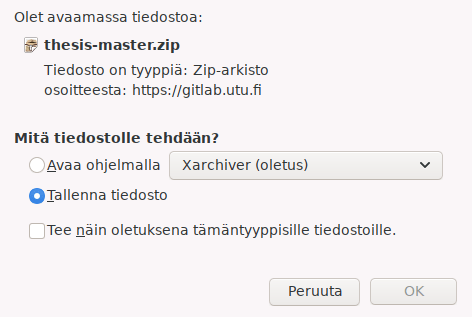 Olet avaamassa tiedostoa:
thesis-master.zip
Tiedosto on tyyppiä: Zip-arkisto
osoitteesta: https://gitlab.utu.fi
Mitä tiedostolle tehdään?
Avaa ohjelmalla Xarchiver (oletus)
Tallenna tiedosto
Tee näin oletuksena tämäntyyppisille tiedostoille.
Peruuta OK